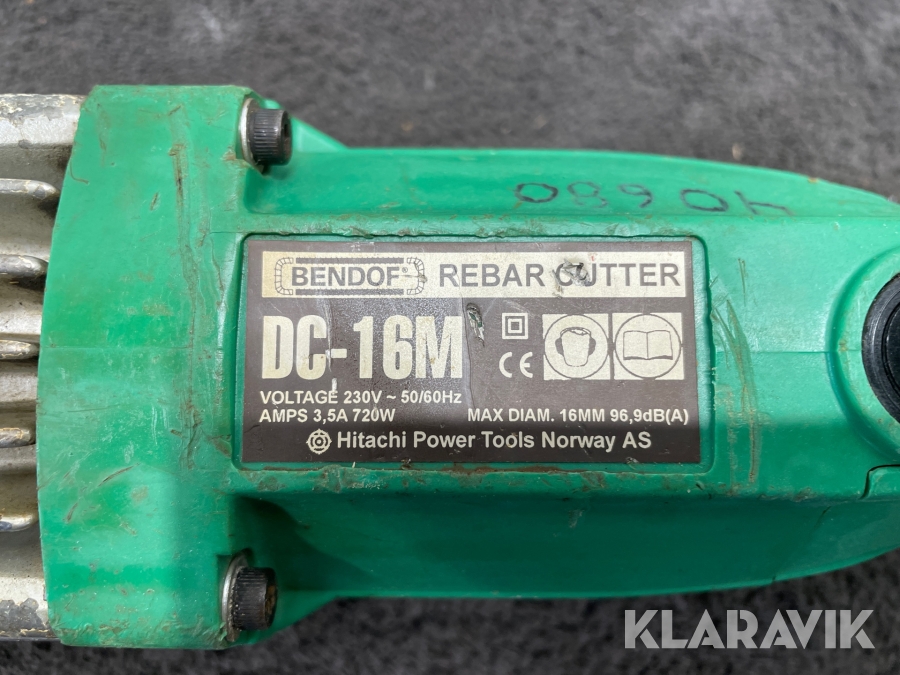 40680
BENDOF® REBAR CUTTER
DC-16M
CE
VOLTAGE 230V ~ 50/60Hz
AMPS 3,5A 720W MAX DIAM. 16MM 96,9dB(A)
Hitachi Power Tools Norway AS
KLARAVIK